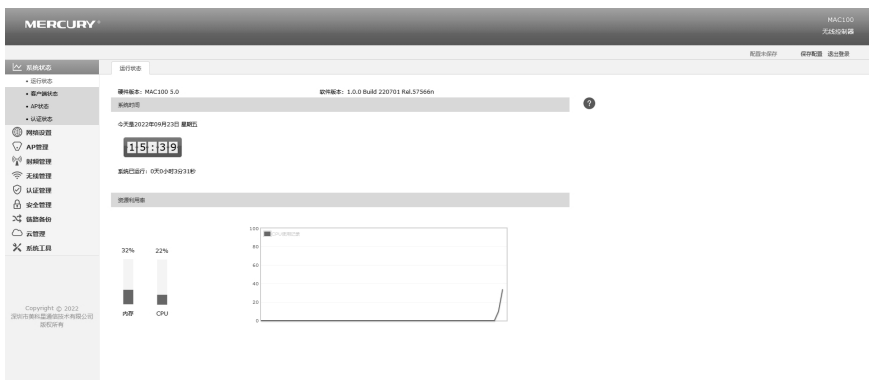 MERCURY
MAC100
无线控制器
配置未保存 保存配置 退出登录
系统状态
运行状态
• 运行状态
• 客户端状态
• AP状态
• 认证状态
网络设置
AP管理
射频管理
无线管理
认证管理
安全管理
链路备份
云管理
系统工具
Copyright © 2022
深圳市美科星通信技术有限公司
版权所有
硬件版本: MAC100 5.0 软件版本: 1.0.0 Build 220701 Rel.57566n
系统时间
?
今天是2022年09月23日 星期五
15:39
系统已运行: 0天0小时3分31秒
资源利用率
32% 22%
内存 CPU
100
80
60
40
20
0